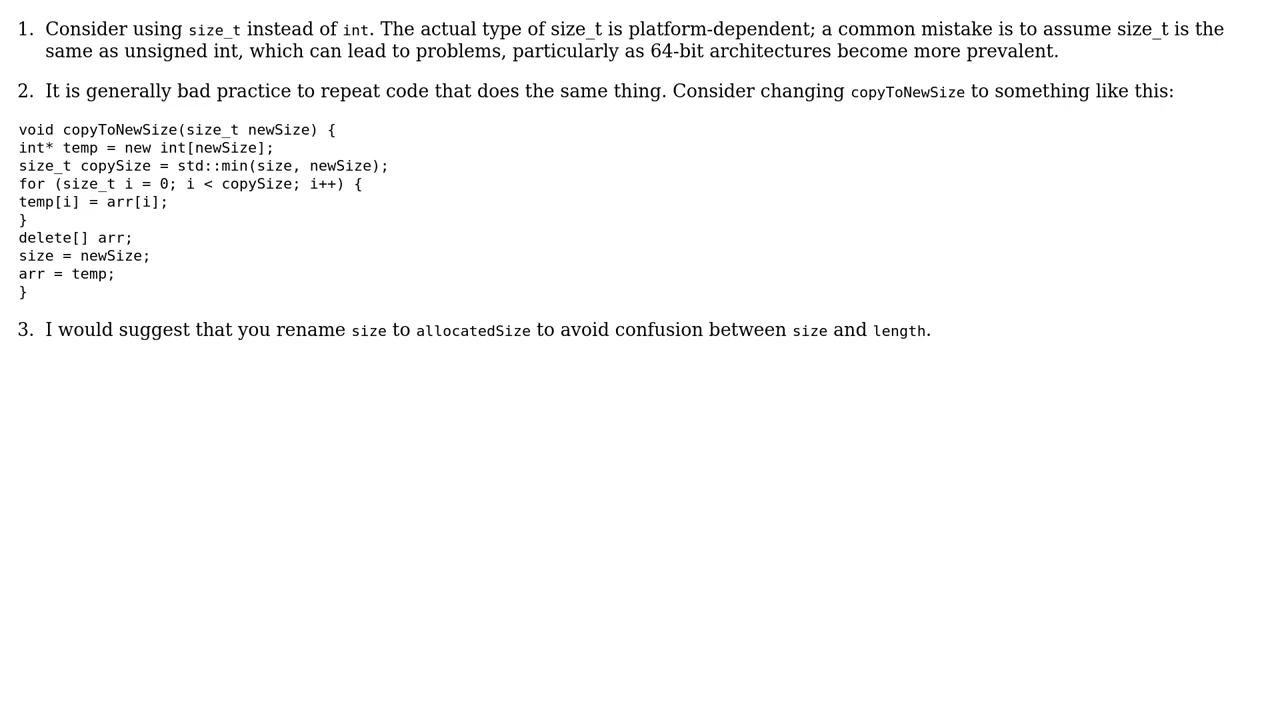 1. Consider using size_t instead of int. The actual type of size_t is platform-dependent; a common mistake is to assume size_t is the
same as unsigned int, which can lead to problems, particularly as 64-bit architectures become more prevalent.
2. It is generally bad practice to repeat code that does the same thing. Consider changing copyToNewSize to something like this:
void copyToNewSize(size_t newSize) {
int* temp = new int[newSize];
size_t copySize = std::min(size, newSize);
for (size_t i = 0; i < copySize; i++) {
temp[i] = arr[i];
}
delete[] arr;
size = newSize;
arr = temp;
}
3. I would suggest that you rename size to allocatedSize to avoid confusion between size and length.